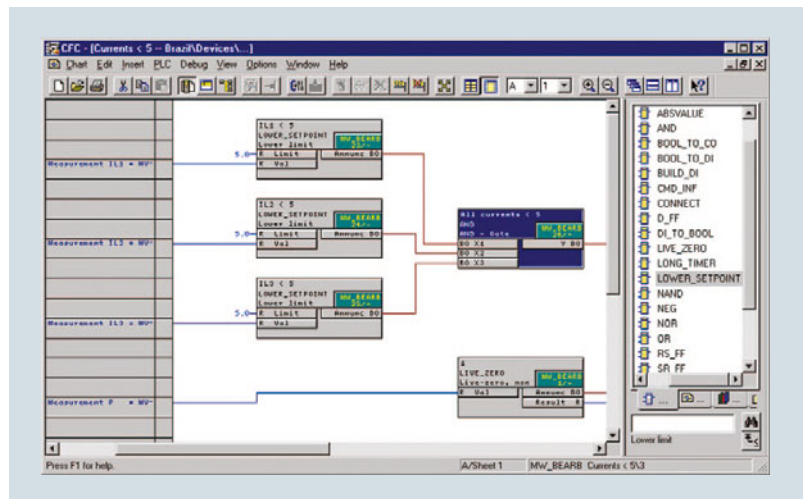 CFC - [Currents < 5 -- Brazil\Devices\...]
Chart Edit Insert PLC Debug View Options Window Help
A 1
IL1 < 5
LOWER_SETPOINT
Lower limit
MW_BEARB
5.0 R Limit Annunc BO
Measurement IL1 = MV
R Val
IL2 < 5
LOWER_SETPOINT
Lower limit
MW_BEARB
5.0 R Limit Annunc BO
Measurement IL2 = MV
R Val
IL3 < 5
LOWER_SETPOINT
Lower limit
MW_BEARB
5.0 R Limit Annunc BO
Measurement IL3 = MV
R Val
All currents < 5
AND
AND - Gate
MW_BEARB
BO X1 Y BO
BO X2
BO X3
LIVE_ZERO
Live-zero, mon
MW_BEARB
Measurement P = MV
R Val Annunc BO
Result R
ABSVALUE
AND
BOOL_TO_CO
BOOL_TO_DI
BUILD_DI
CMD_INF
CONNECT
D_FF
DI_TO_BOOL
LIVE_ZERO
LONG_TIMER
LOWER_SETPOINT
NAND
NEG
NOR
OR
RS_FF
SR_FF
Lower limit
Press F1 for help.
A/Sheet 1
MW_BEARB Currents < 5\3